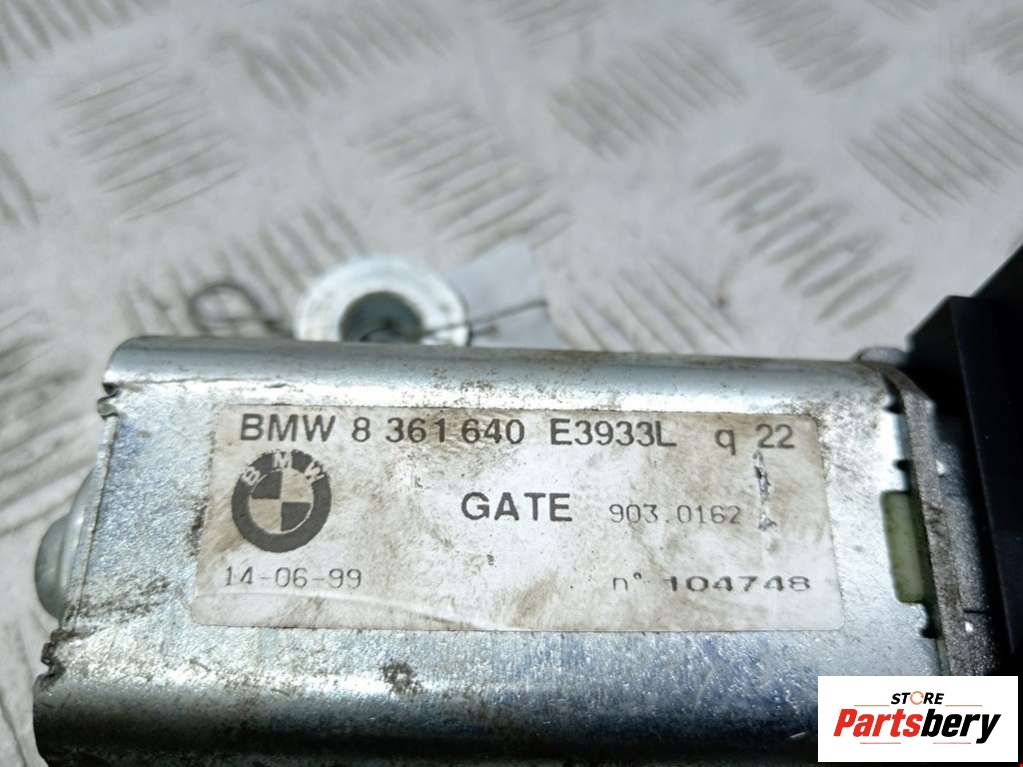 BMW 8 361 640 E3933L q 22
BMW
GATE 903.0162
14-06-99 n° 104748
STORE
Partsbery